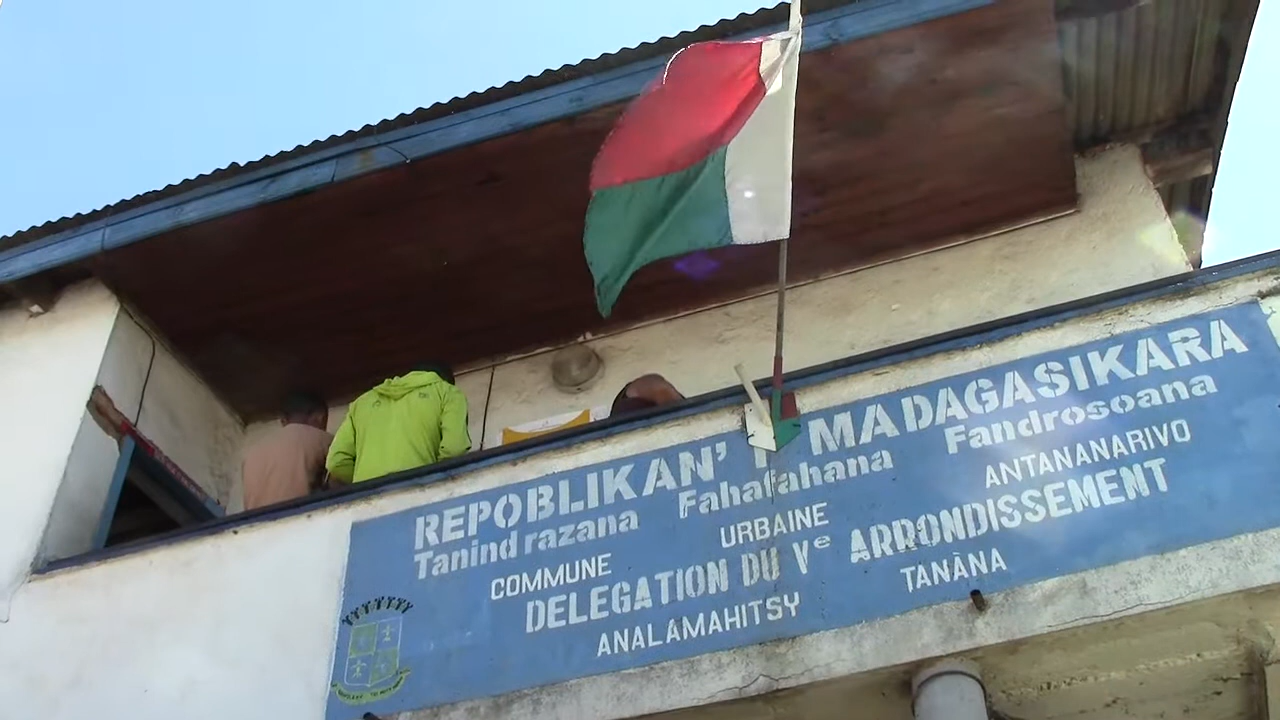 REPOBLIKAN' I MADAGASIKARA
Tanindrazana Fahafahana Fandrosoana
COMMUNE URBAINE ANTANANARIVO
DELEGATION DU Vᵉ ARRONDISSEMENT
ANALAMAHITSY TANÀNA